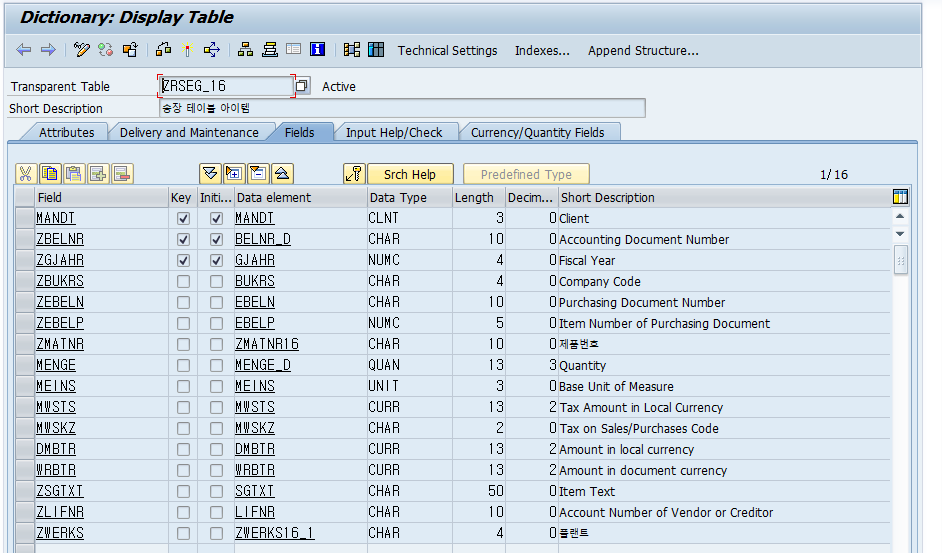 Dictionary: Display Table
Technical Settings Indexes... Append Structure...
Transparent Table ZRSEG_16 Active
Short Description 송장 테이블 아이템
Attributes Delivery and Maintenance Fields Input Help/Check Currency/Quantity Fields
Srch Help Predefined Type 1/ 16
Field Key Initi... Data element Data Type Length Decim... Short Description
MANDT MANDT CLNT 3 0 Client
ZBELNR BELNR_D CHAR 10 0 Accounting Document Number
ZGJAHR GJAHR NUMC 4 0 Fiscal Year
ZBUKRS BUKRS CHAR 4 0 Company Code
ZEBELN EBELN CHAR 10 0 Purchasing Document Number
ZEBELP EBELP NUMC 5 0 Item Number of Purchasing Document
ZMATNR ZMATNR16 CHAR 10 0 제품번호
MENGE MENGE_D QUAN 13 3 Quantity
MEINS MEINS UNIT 3 0 Base Unit of Measure
MWSTS MWSTS CURR 13 2 Tax Amount in Local Currency
MWSKZ MWSKZ CHAR 2 0 Tax on Sales/Purchases Code
DMBTR DMBTR CURR 13 2 Amount in local currency
WRBTR WRBTR CURR 13 2 Amount in document currency
ZSGTXT SGTXT CHAR 50 0 Item Text
ZLIFNR LIFNR CHAR 10 0 Account Number of Vendor or Creditor
ZWERKS ZWERKS16_1 CHAR 4 0 플랜트